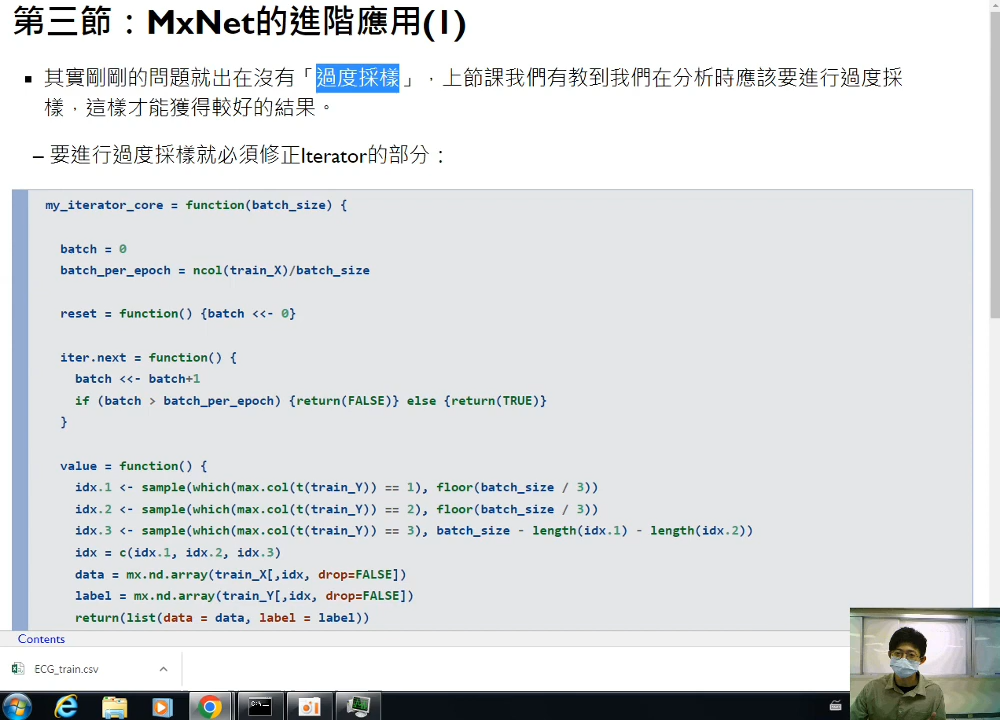 第三節：MxNet的進階應用(1)
其實剛剛的問題就出在沒有「過度採樣」，上節課我們有教到我們在分析時應該要進行過度採
樣，這樣才能獲得較好的結果。
– 要進行過度採樣就必須修正Iterator的部分：
my_iterator_core = function(batch_size) {
batch = 0
batch_per_epoch = ncol(train_X)/batch_size
reset = function() {batch <<- 0}
iter.next = function() {
batch <<- batch+1
if (batch > batch_per_epoch) {return(FALSE)} else {return(TRUE)}
}
value = function() {
idx.1 <- sample(which(max.col(t(train_Y)) == 1), floor(batch_size / 3))
idx.2 <- sample(which(max.col(t(train_Y)) == 2), floor(batch_size / 3))
idx.3 <- sample(which(max.col(t(train_Y)) == 3), batch_size - length(idx.1) - length(idx.2))
idx = c(idx.1, idx.2, idx.3)
data = mx.nd.array(train_X[,idx, drop=FALSE])
label = mx.nd.array(train_Y[,idx, drop=FALSE])
return(list(data = data, label = label))
Contents
ECG_train.csv